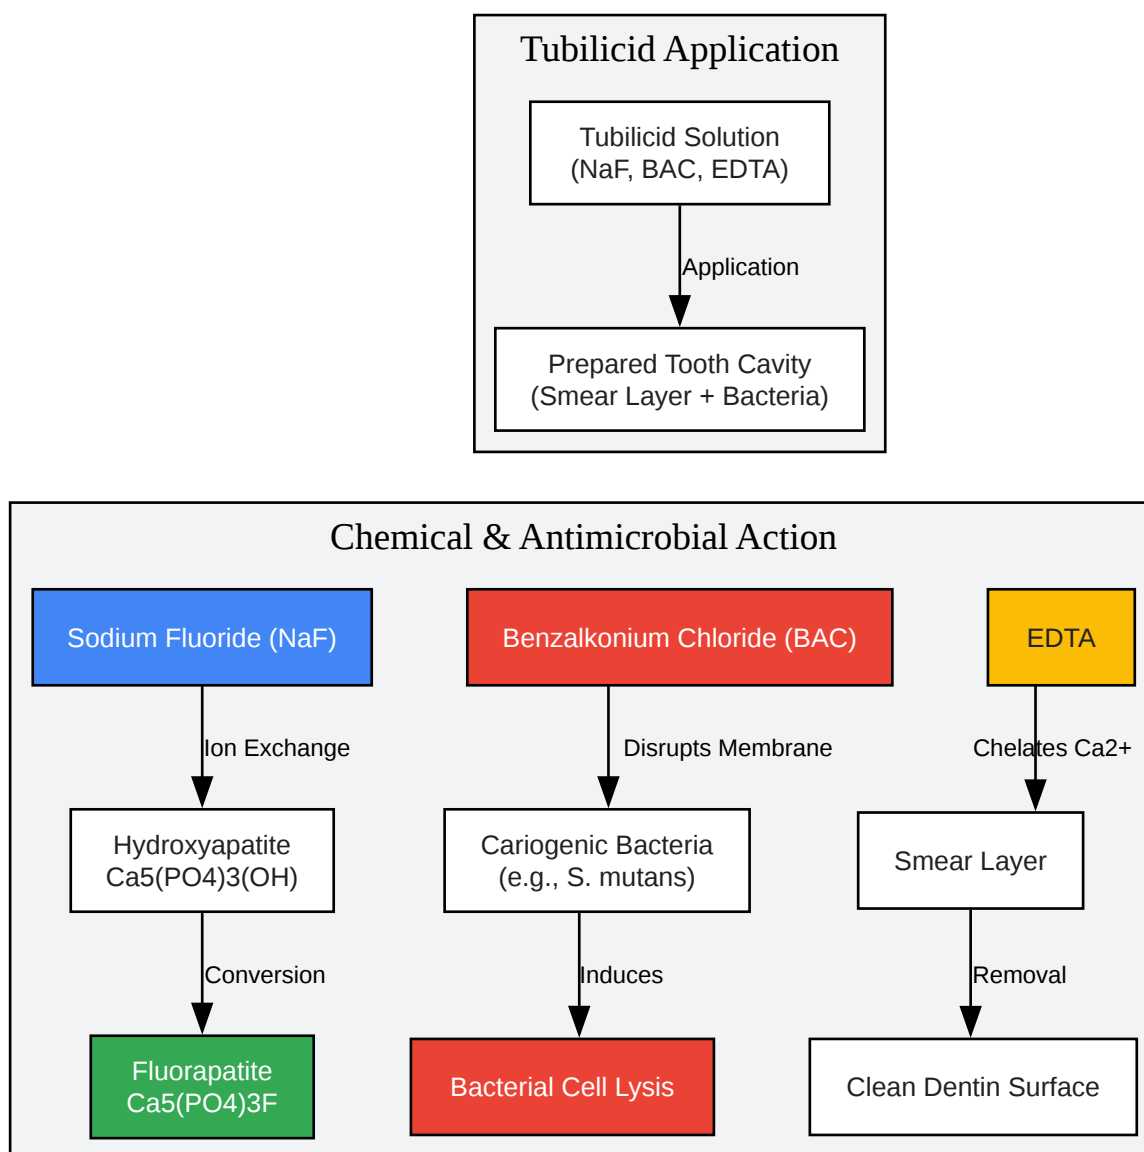 Tubilicid Application
Tubilicid Solution
(NaF, BAC, EDTA)
Application
Prepared Tooth Cavity
(Smear Layer + Bacteria)
Chemical & Antimicrobial Action
Sodium Fluoride (NaF)
Benzalkonium Chloride (BAC)
EDTA
Ion Exchange
Disrupts Membrane
Chelates Ca2+
Hydroxyapatite
Ca5(PO4)3(OH)
Cariogenic Bacteria
(e.g., S. mutans)
Smear Layer
Conversion
Induces
Removal
Fluorapatite
Ca5(PO4)3F
Bacterial Cell Lysis
Clean Dentin Surface